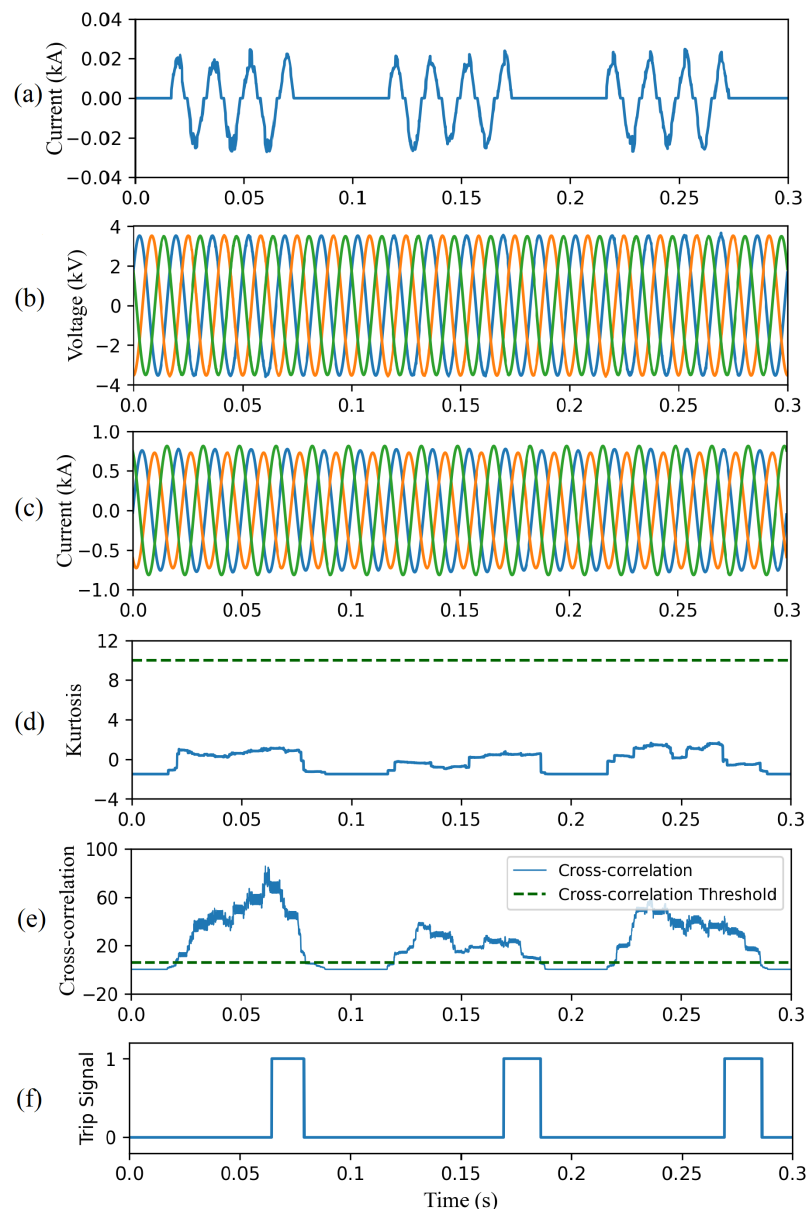 0.04
0.02
0.00
−0.02
−0.04
(a)
Current (kA)
0.0 0.05 0.1 0.15 0.2 0.25 0.3
4
2
0
−2
−4
(b)
Voltage (kV)
0.0 0.05 0.1 0.15 0.2 0.25 0.3
1.0
0.5
0.0
−0.5
−1.0
(c)
Current (kA)
0.0 0.05 0.1 0.15 0.2 0.25 0.3
12
8
4
0
−4
(d)
Kurtosis
0.0 0.05 0.1 0.15 0.2 0.25 0.3
100
60
20
−20
(e)
Cross-correlation
Cross-correlation
Cross-correlation Threshold
0.0 0.05 0.1 0.15 0.2 0.25 0.3
1
0
(f)
Trip Signal
0.0 0.05 0.1 0.15 0.2 0.25 0.3
Time (s)